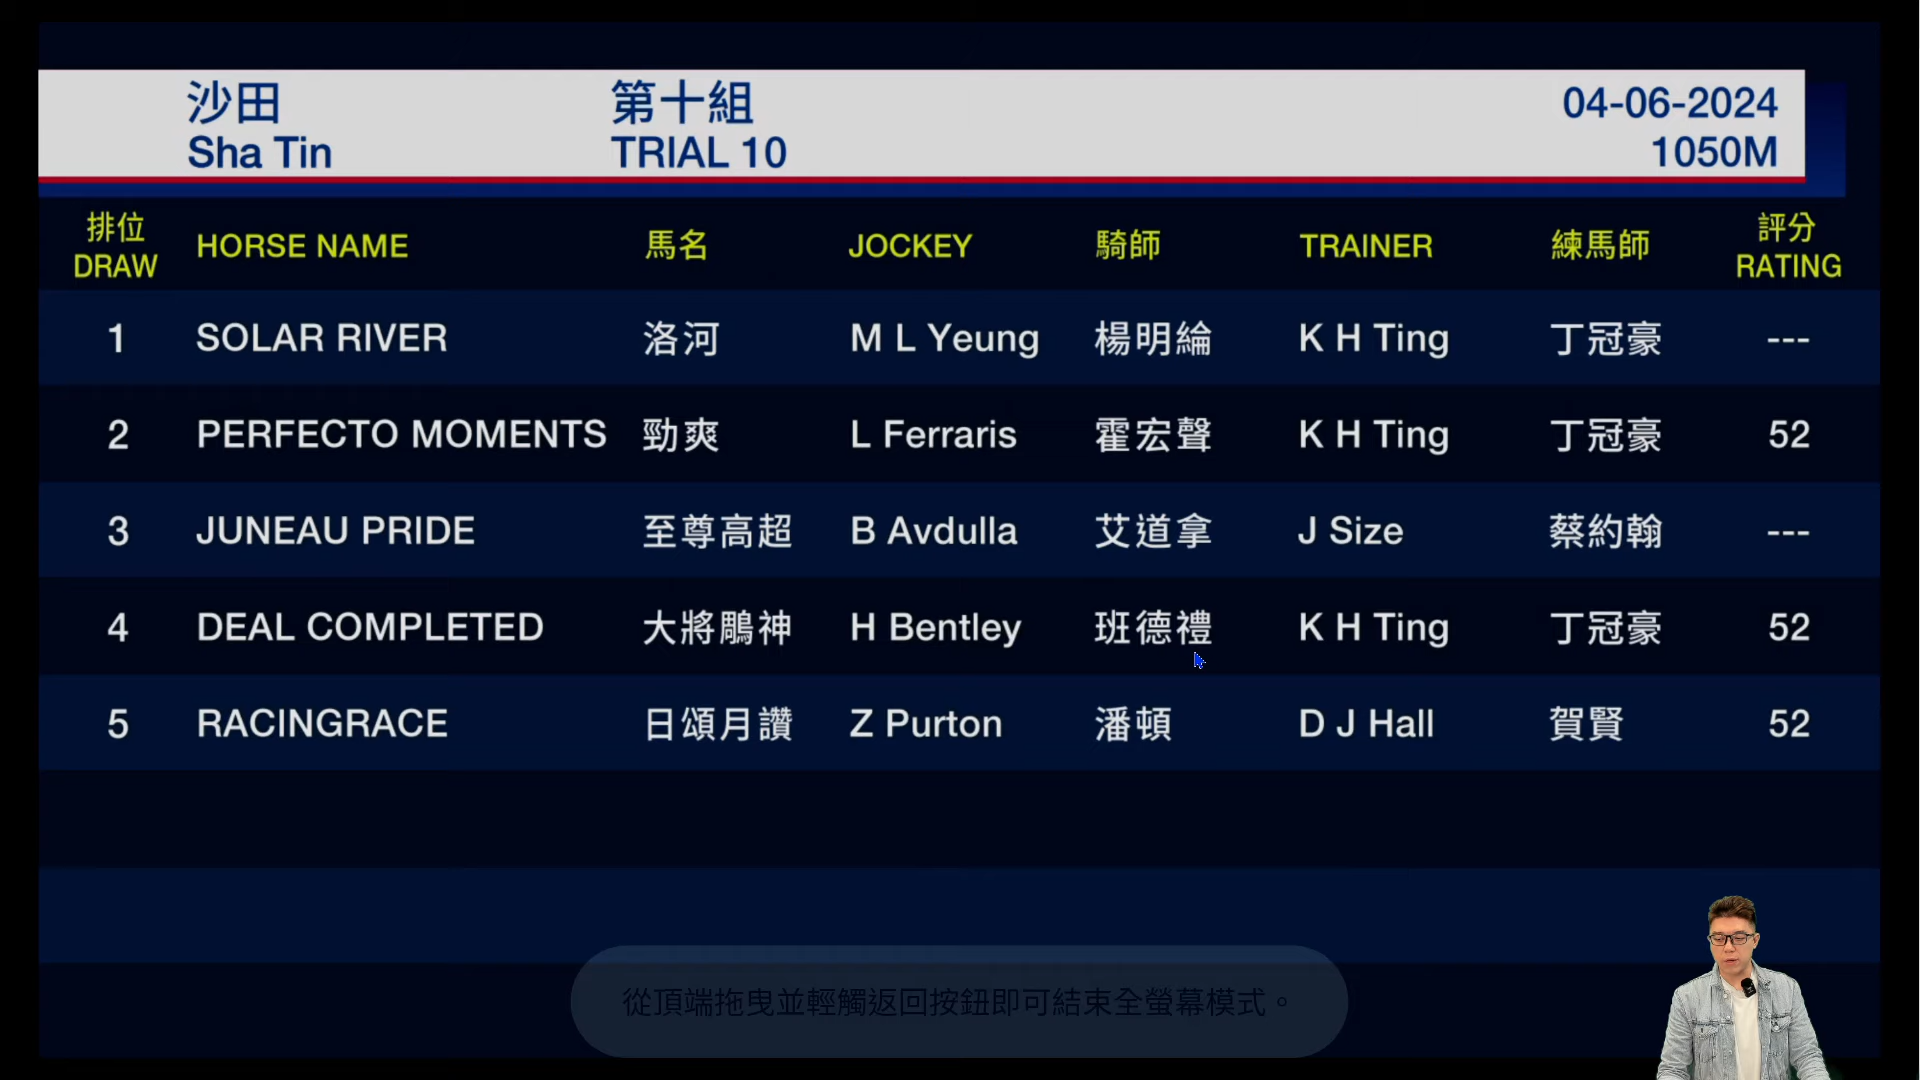 沙田 第十組 04-06-2024
Sha Tin TRIAL 10 1050M
排位 HORSE NAME 馬名 JOCKEY 騎師 TRAINER 練馬師 評分
DRAW RATING
1 SOLAR RIVER 洛河 M L Yeung 楊明綸 K H Ting 丁冠豪 ---
2 PERFECTO MOMENTS 勁爽 L Ferraris 霍宏聲 K H Ting 丁冠豪 52
3 JUNEAU PRIDE 至尊高超 B Avdulla 艾道拿 J Size 蔡約翰 ---
4 DEAL COMPLETED 大將鵰神 H Bentley 班德禮 K H Ting 丁冠豪 52
5 RACINGRACE 日頌月讚 Z Purton 潘頓 D J Hall 賀賢 52
從頂端拖曳並輕觸返回按鈕即可結束全螢幕模式。